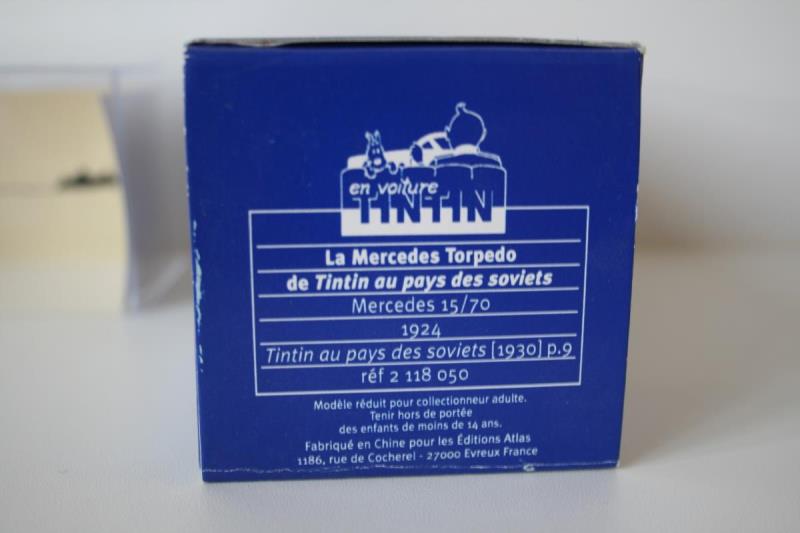 en voiture
TINTIN
La Mercedes Torpedo
de Tintin au pays des soviets
Mercedes 15/70
1924
Tintin au pays des soviets [1930] p.9
réf 2 118 050
Modèle réduit pour collectionneur adulte.
Tenir hors de portée
des enfants de moins de 14 ans.
Fabriqué en Chine pour les Éditions Atlas
1186, rue de Cocherel - 27000 Evreux France